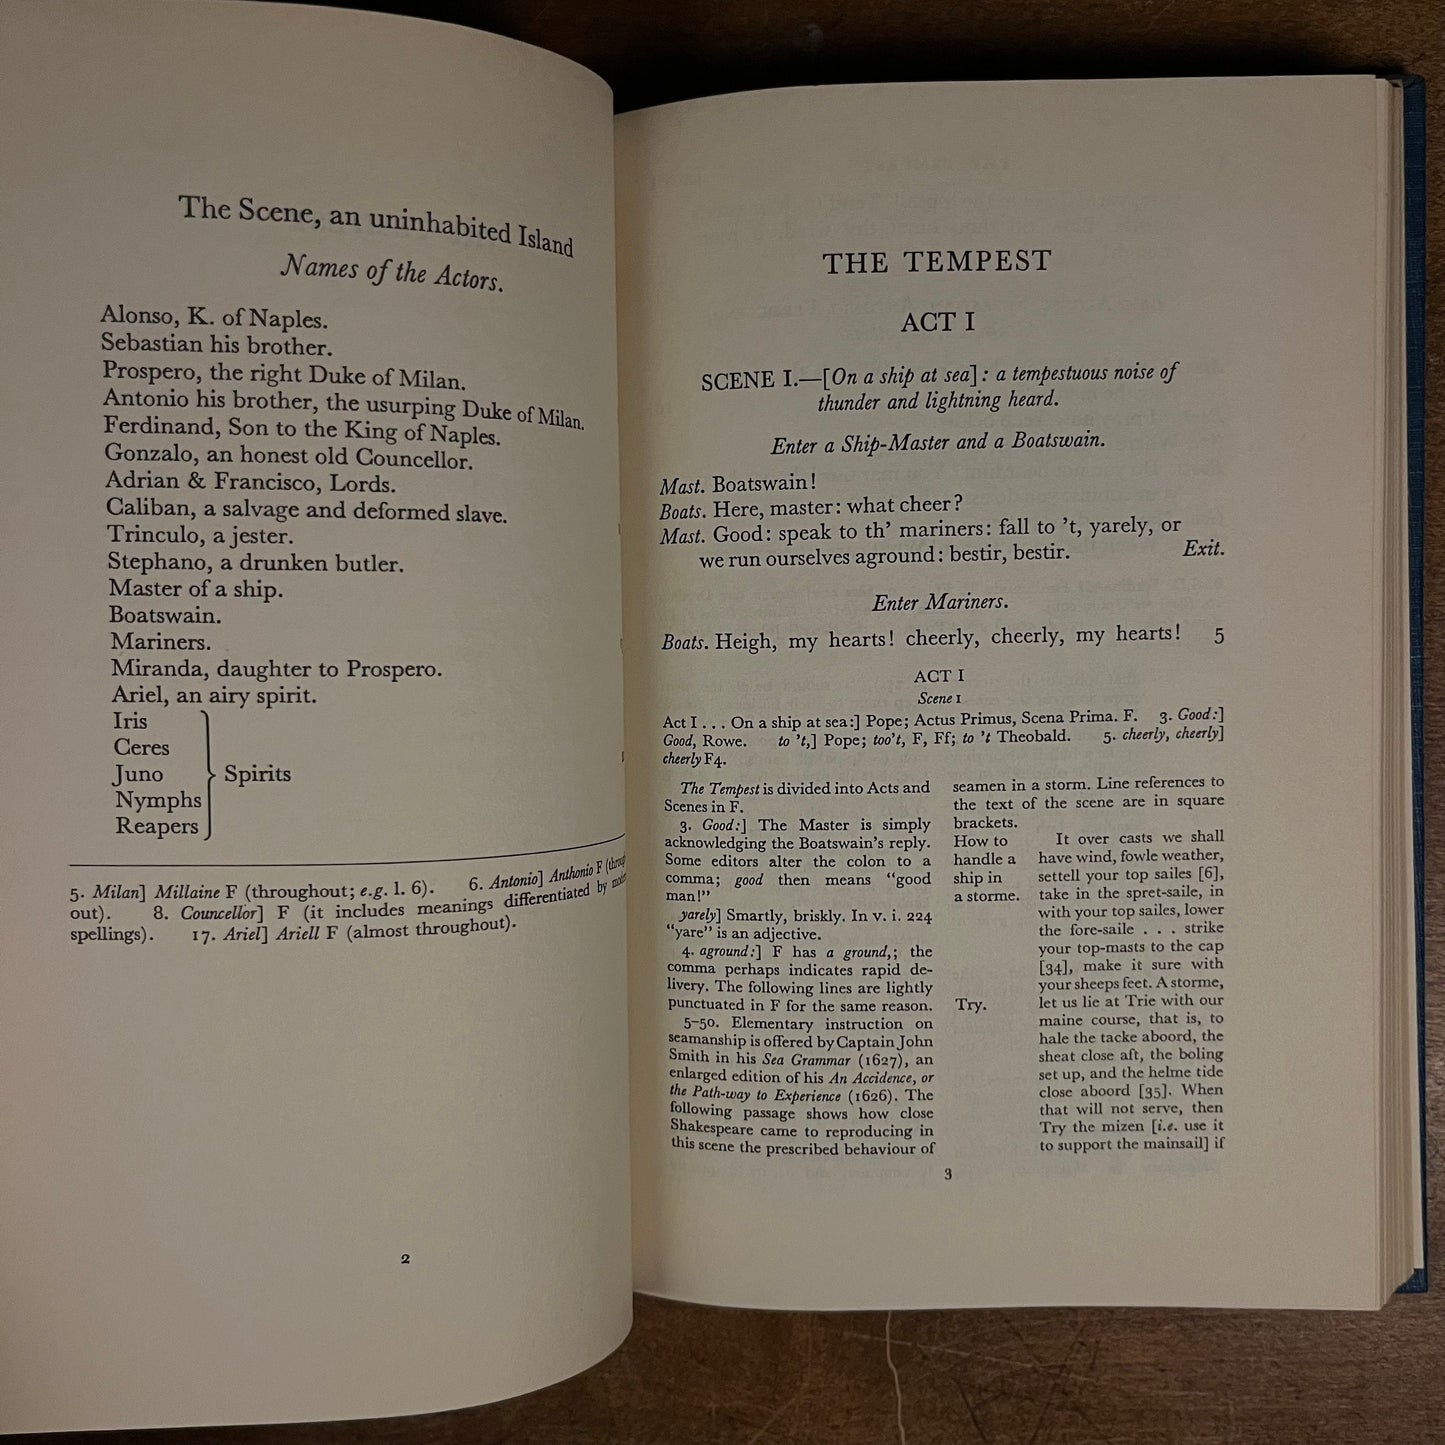 The Scene, an uninhabited Island
Names of the Actors.
Alonso, K. of Naples.
Sebastian his brother.
Prospero, the right Duke of Milan.
Antonio his brother, the usurping Duke of Milan.
Ferdinand, Son to the King of Naples.
Gonzalo, an honest old Councellor.
Adrian & Francisco, Lords.
Caliban, a salvage and deformed slave.
Trinculo, a jester.
Stephano, a drunken butler.
Master of a ship.
Boatswain.
Mariners.
Miranda, daughter to Prospero.
Ariel, an airy spirit.
Iris
Ceres
Juno
Nymphs
Reapers
Spirits
5. Milan] Millaine F (throughout; e.g. l. 6). 6. Antonio] Anthonio F (through
out). 8. Councellor] F (it includes meanings differentiated by
spellings). 17. Ariel] Ariell F (almost throughout).
2
THE TEMPEST
ACT I
SCENE I.—[On a ship at sea]: a tempestuous noise of
thunder and lightning heard.
Enter a Ship-Master and a Boatswain.
Mast. Boatswain!
Boats. Here, master: what cheer?
Mast. Good: speak to th' mariners: fall to 't, yarely, or
we run ourselves aground: bestir, bestir. Exit.
Enter Mariners.
Boats. Heigh, my hearts! cheerly, cheerly, my hearts! 5
ACT I
Scene 1
Act I . . . On a ship at sea:] Pope; Actus Primus, Scena Prima. F. 3. Good:]
Good, Rowe. to 't,] Pope; too't, F, Ff; to 't Theobald. 5. cheerly, cheerly]
cheerly F4.
The Tempest is divided into Acts and
Scenes in F.
3. Good:] The Master is simply
acknowledging the Boatswain's reply.
Some editors alter the colon to a
comma; good then means "good
man!"
yarely] Smartly, briskly. In v. i. 224
"yare" is an adjective.
4. aground:] F has a ground,; the
comma perhaps indicates rapid de-
livery. The following lines are lightly
punctuated in F for the same reason.
5–50. Elementary instruction on
seamanship is offered by Captain John
Smith in his Sea Grammar (1627), an
enlarged edition of his An Accidence, or
the Path-way to Experience (1626). The
following passage shows how close
Shakespeare came to reproducing in
this scene the prescribed behaviour of
seamen in a storm. Line references to
the text of the scene are in square
brackets.
How to
handle a
ship in
a storme.
It over casts we shall
have wind, fowle weather,
settell your top sailes [6],
take in the spret-saile, in
with your top sailes, lower
the fore-saile . . . strike
your top-masts to the cap
[34], make it sure with
your sheeps feet. A storme,
Try. let us lie at Trie with our
maine course, that is, to
hale the tacke aboord, the
sheat close aft, the boling
set up, and the helme tide
close aboord [35]. When
that will not serve, then
Try the mizen [i.e. use it
to support the mainsail] if
3